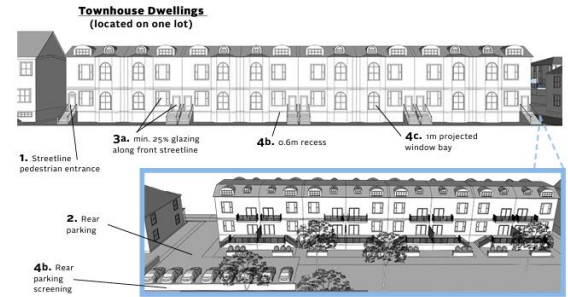 Townhouse Dwellings
(located on one lot)
1. Streetline
pedestrian entrance
3a. min. 25% glazing
along front streetline
4b. 0.6m recess
4c. 1m projected
window bay
2. Rear
parking
4b. Rear
parking
screening